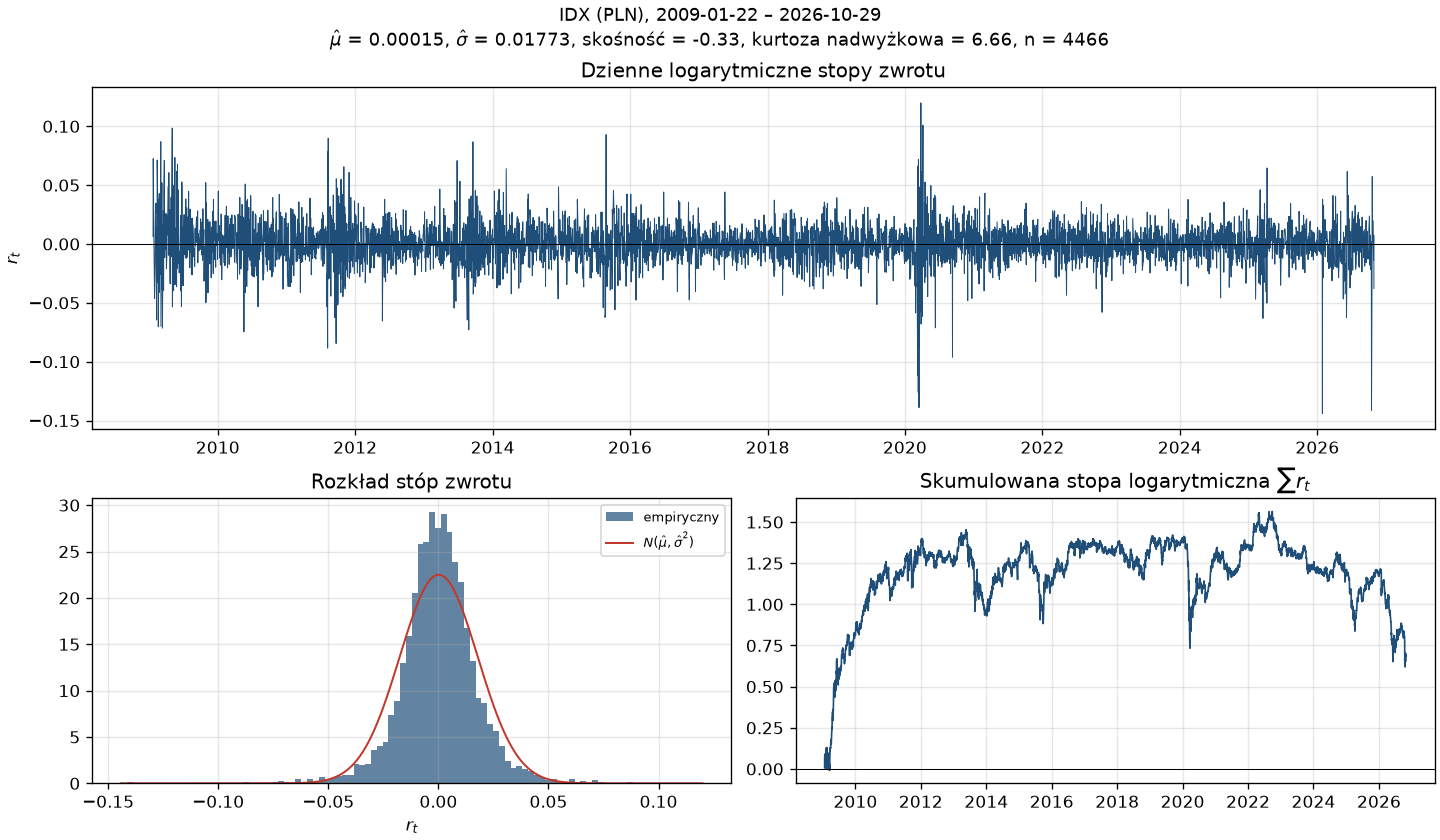 IDX (PLN), 2009-01-22 – 2026-10-29
μ̂ = 0.00015, σ̂ = 0.01773, skośność = -0.33, kurtoza nadwyżkowa = 6.66, n = 4466
Dzienne logarytmiczne stopy zwrotu
0.10
0.05
0.00
−0.05
−0.10
−0.15
r_t
2010 2012 2014 2016 2018 2020 2022 2024 2026
Rozkład stóp zwrotu
30
25
20
15
10
5
0
empiryczny
N(μ̂, σ̂²)
−0.15 −0.10 −0.05 0.00 0.05 0.10
r_t
Skumulowana stopa logarytmiczna ∑r_t
1.50
1.25
1.00
0.75
0.50
0.25
0.00
2010 2012 2014 2016 2018 2020 2022 2024 2026